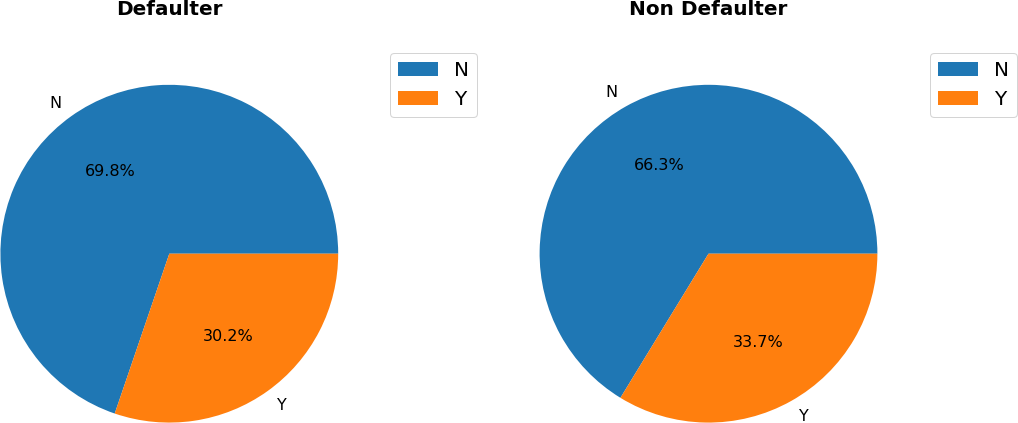 Defaulter
N
Y
N
69.8%
30.2%
Y
Non Defaulter
N
Y
N
66.3%
33.7%
Y